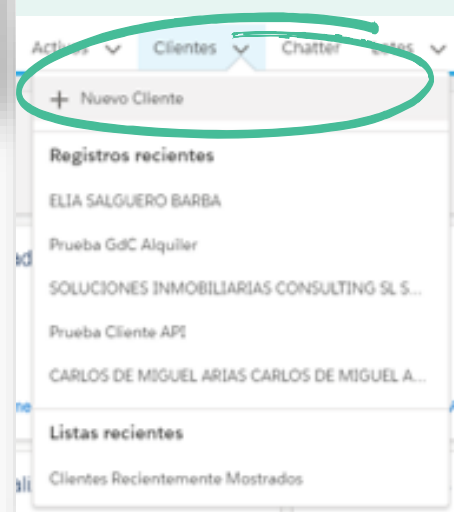 Activos Clientes Chatter Lotes
+ Nuevo Cliente
Registros recientes
ELIA SALGUERO BARBA
Prueba GdC Alquiler
SOLUCIONES INMOBILIARIAS CONSULTING SL S...
Prueba Cliente API
CARLOS DE MIGUEL ARIAS CARLOS DE MIGUEL A...
Listas recientes
Clientes Recientemente Mostrados